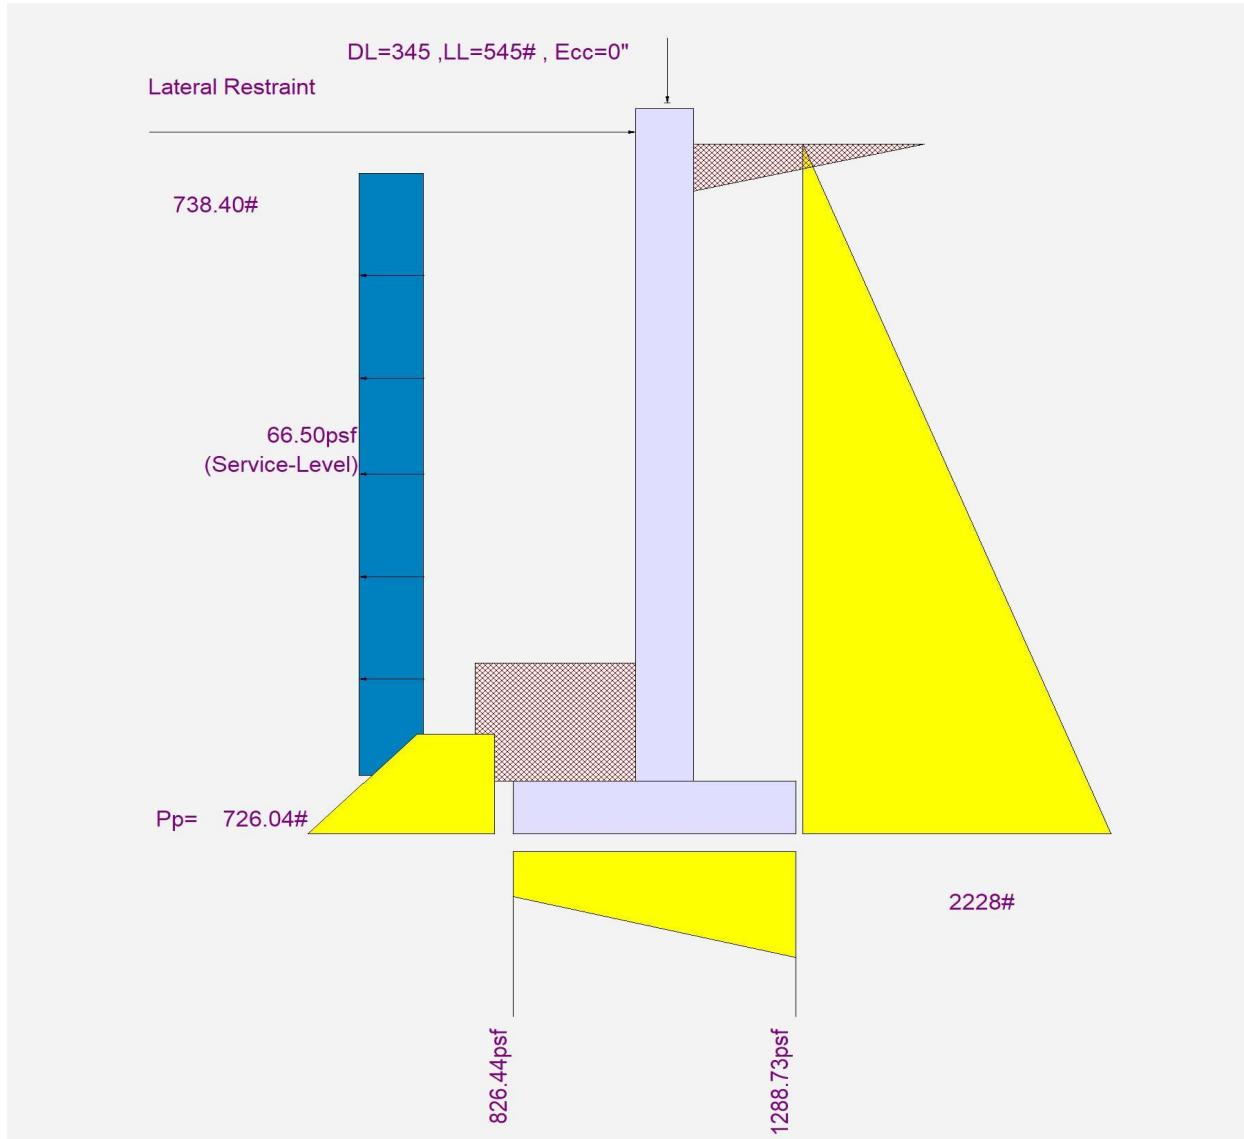 DL=345 ,LL=545# , Ecc=0"
Lateral Restraint
738.40#
66.50psf
(Service-Level)
Pp= 726.04#
2228#
826.44psf
1288.73psf